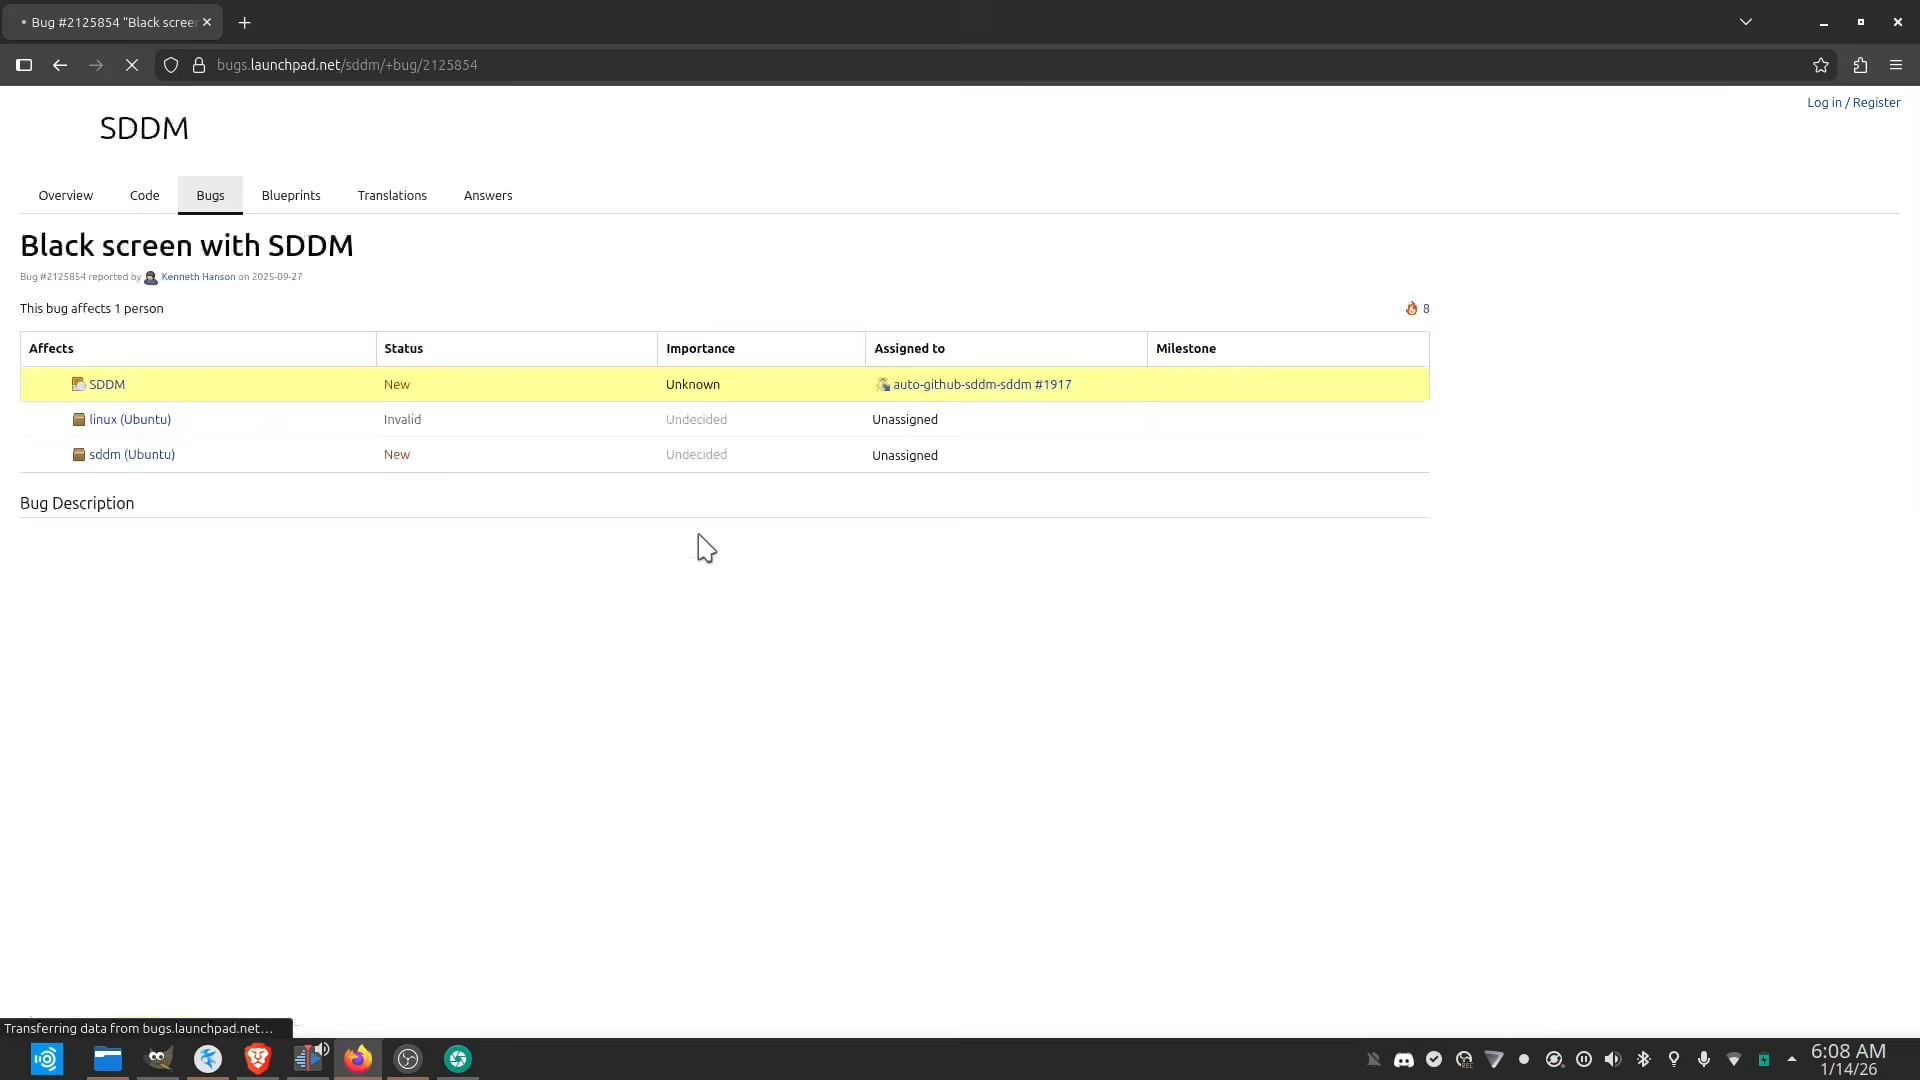 Bug #2125854 "Black scree
bugs.launchpad.net/sddm/+bug/2125854
Log in / Register
SDDM
Overview Code Bugs Blueprints Translations Answers
Black screen with SDDM
Bug #2125854 reported by Kenneth Hanson on 2025-09-27
This bug affects 1 person 8
Affects Status Importance Assigned to Milestone
SDDM New Unknown auto-github-sddm-sddm #1917
linux (Ubuntu) Invalid Undecided Unassigned
sddm (Ubuntu) New Undecided Unassigned
Bug Description
Transferring data from bugs.launchpad.net…
REC
6:08 AM
1/14/26